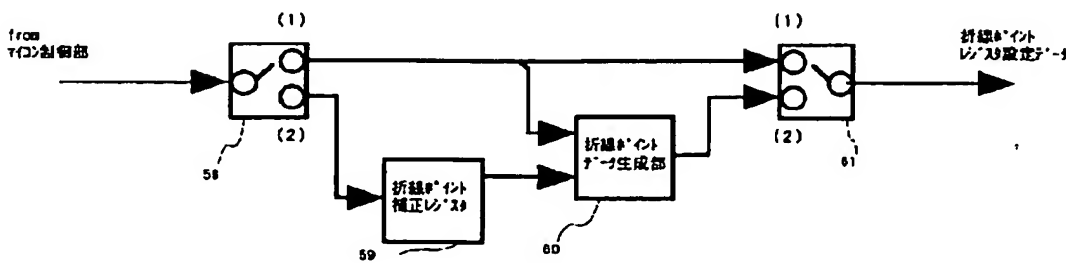 from
マイコン制御部
(1)
(2)
58
折線ポイント
補正レジスタ
59
折線ポイント
データ生成部
60
(1)
(2)
61
折線ポイント
レジスタ設定データ